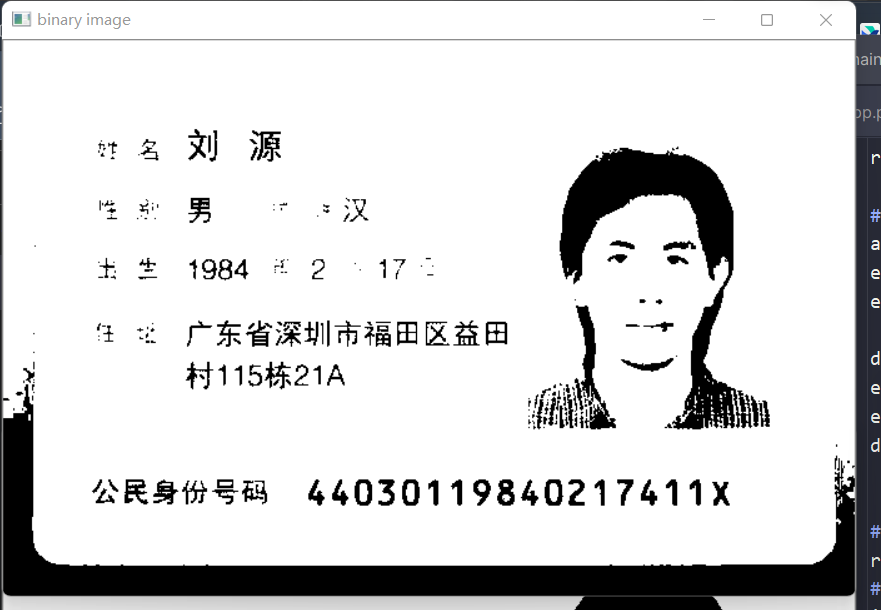 binary image
姓 名 刘 源
性 别 男 汉
出 生 1984 2 17
住 址 广东省深圳市福田区益田
村115栋21A
公民身份号码 44030119840217411X
ain
op.p
r
#
a
e
e
d
e
e
d
#
r
#